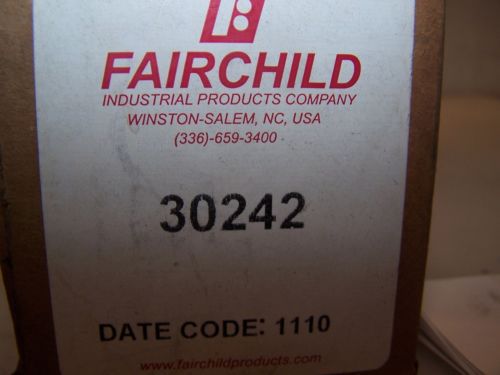 FAIRCHILD
INDUSTRIAL PRODUCTS COMPANY
WINSTON-SALEM, NC, USA
(336)-659-3400
30242
DATE CODE: 1110
www.fairchildproducts.com